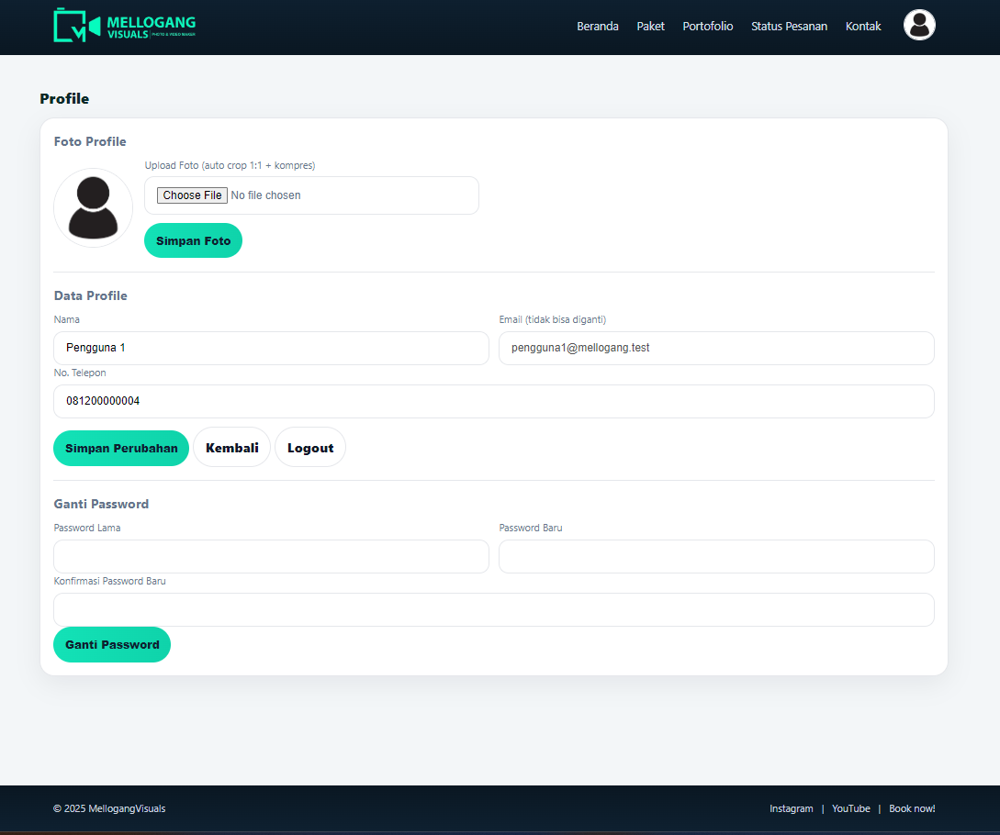 MELLOGANG
VISUALS | PHOTO & VIDEO MAKER
Beranda Paket Portofolio Status Pesanan Kontak
Profile
Foto Profile
Upload Foto (auto crop 1:1 + kompres)
Choose File No file chosen
Simpan Foto
Data Profile
Nama Email (tidak bisa diganti)
Pengguna 1 pengguna1@mellogang.test
No. Telepon
081200000004
Simpan Perubahan Kembali Logout
Ganti Password
Password Lama Password Baru
Konfirmasi Password Baru
Ganti Password
© 2025 MellogangVisuals Instagram | YouTube | Book now!